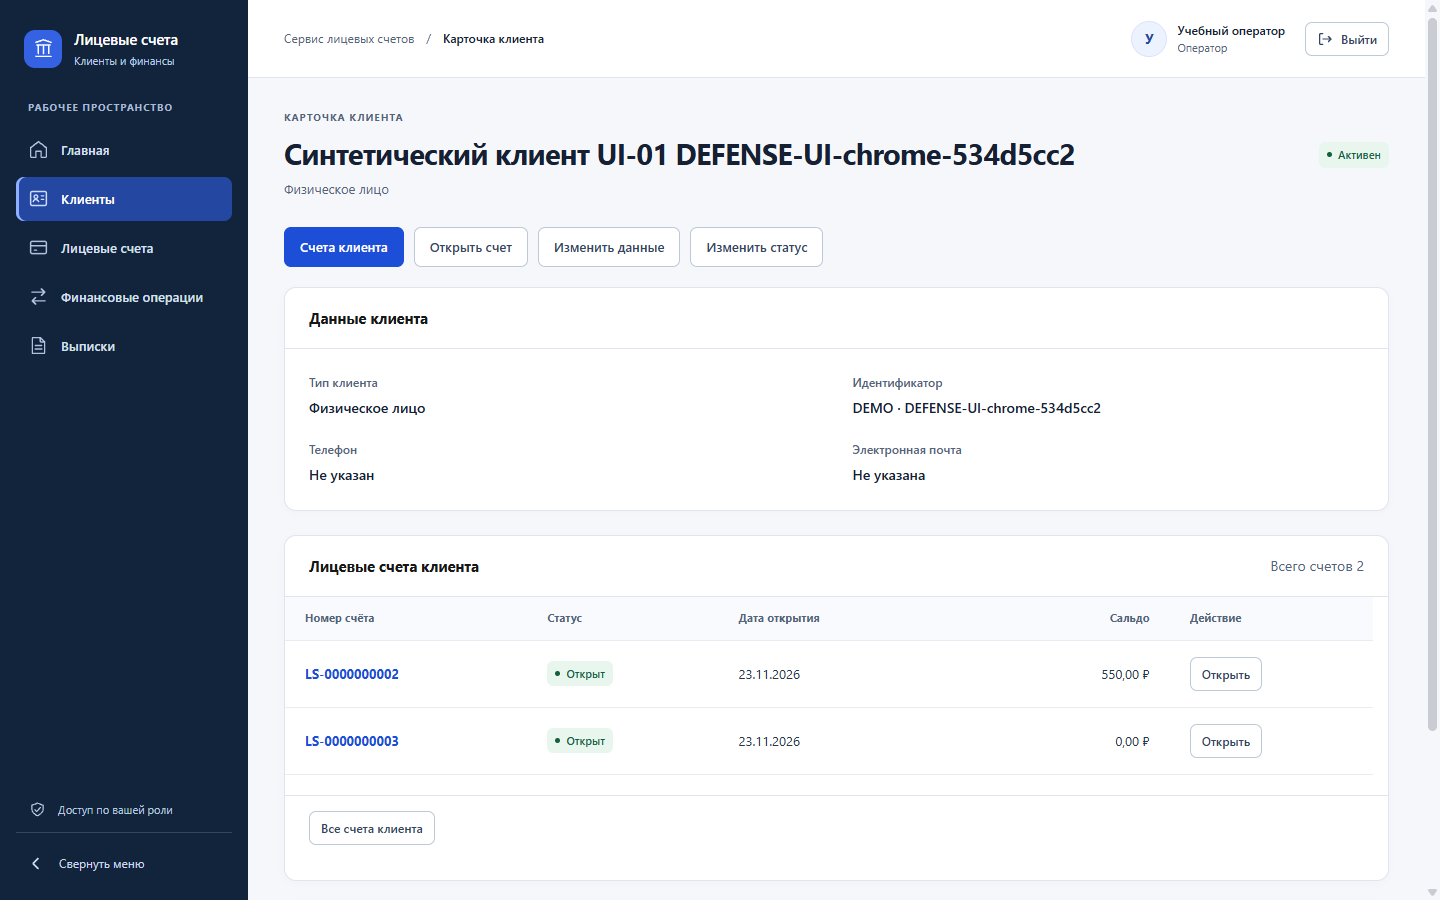 Лицевые счета
Клиенты и финансы
РАБОЧЕЕ ПРОСТРАНСТВО
Главная
Клиенты
Лицевые счета
Финансовые операции
Выписки
Доступ по вашей роли
Свернуть меню
Сервис лицевых счетов / Карточка клиента
У
Учебный оператор
Оператор
Выйти
КАРТОЧКА КЛИЕНТА
Синтетический клиент UI-01 DEFENSE-UI-chrome-534d5cc2
Активен
Физическое лицо
Счета клиента Открыть счет Изменить данные Изменить статус
Данные клиента
Тип клиента Идентификатор
Физическое лицо DEMO · DEFENSE-UI-chrome-534d5cc2
Телефон Электронная почта
Не указан Не указана
Лицевые счета клиента Всего счетов 2
Номер счёта Статус Дата открытия Сальдо Действие
LS-0000000002 Открыт 23.11.2026 550,00 ₽ Открыть
LS-0000000003 Открыт 23.11.2026 0,00 ₽ Открыть
Все счета клиента